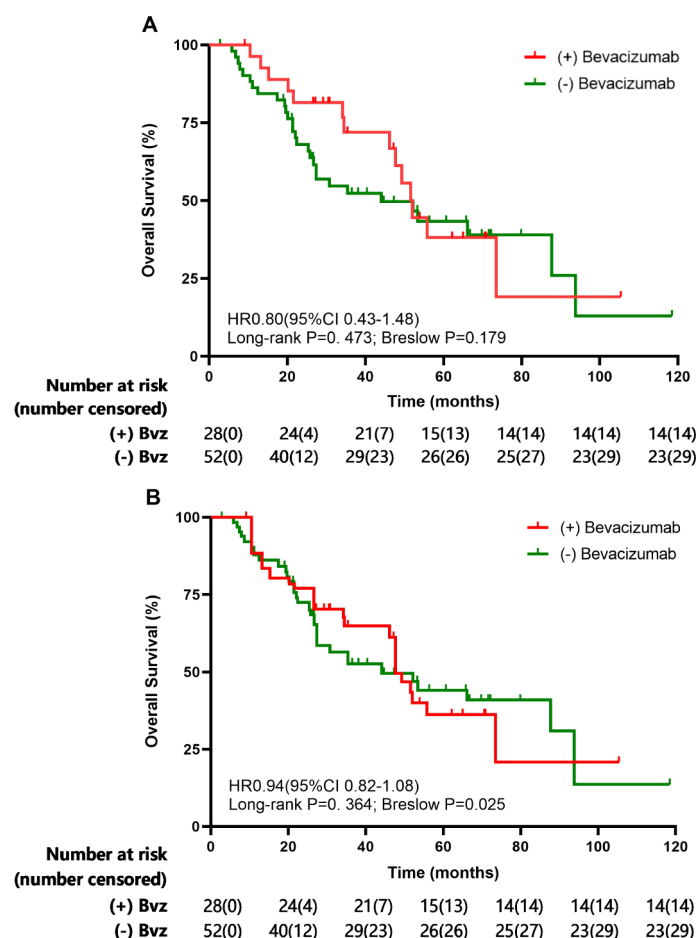 A
100
75
50
25
0
Overall Survival (%)
(+) Bevacizumab
(-) Bevacizumab
HR0.80(95%CI 0.43-1.48)
Long-rank P=0. 473; Breslow P=0.179
0 20 40 60 80 100 120
Time (months)
Number at risk
(number censored)
(+) Bvz 28(0) 24(4) 21(7) 15(13) 14(14) 14(14) 14(14)
(-) Bvz 52(0) 40(12) 29(23) 26(26) 25(27) 23(29) 23(29)
B
100
75
50
25
0
Overall Survival (%)
(+) Bevacizumab
(-) Bevacizumab
HR0.94(95%CI 0.82-1.08)
Long-rank P=0. 364; Breslow P=0.025
0 20 40 60 80 100 120
Time (months)
Number at risk
(number censored)
(+) Bvz 28(0) 24(4) 21(7) 15(13) 14(14) 14(14) 14(14)
(-) Bvz 52(0) 40(12) 29(23) 26(26) 25(27) 23(29) 23(29)